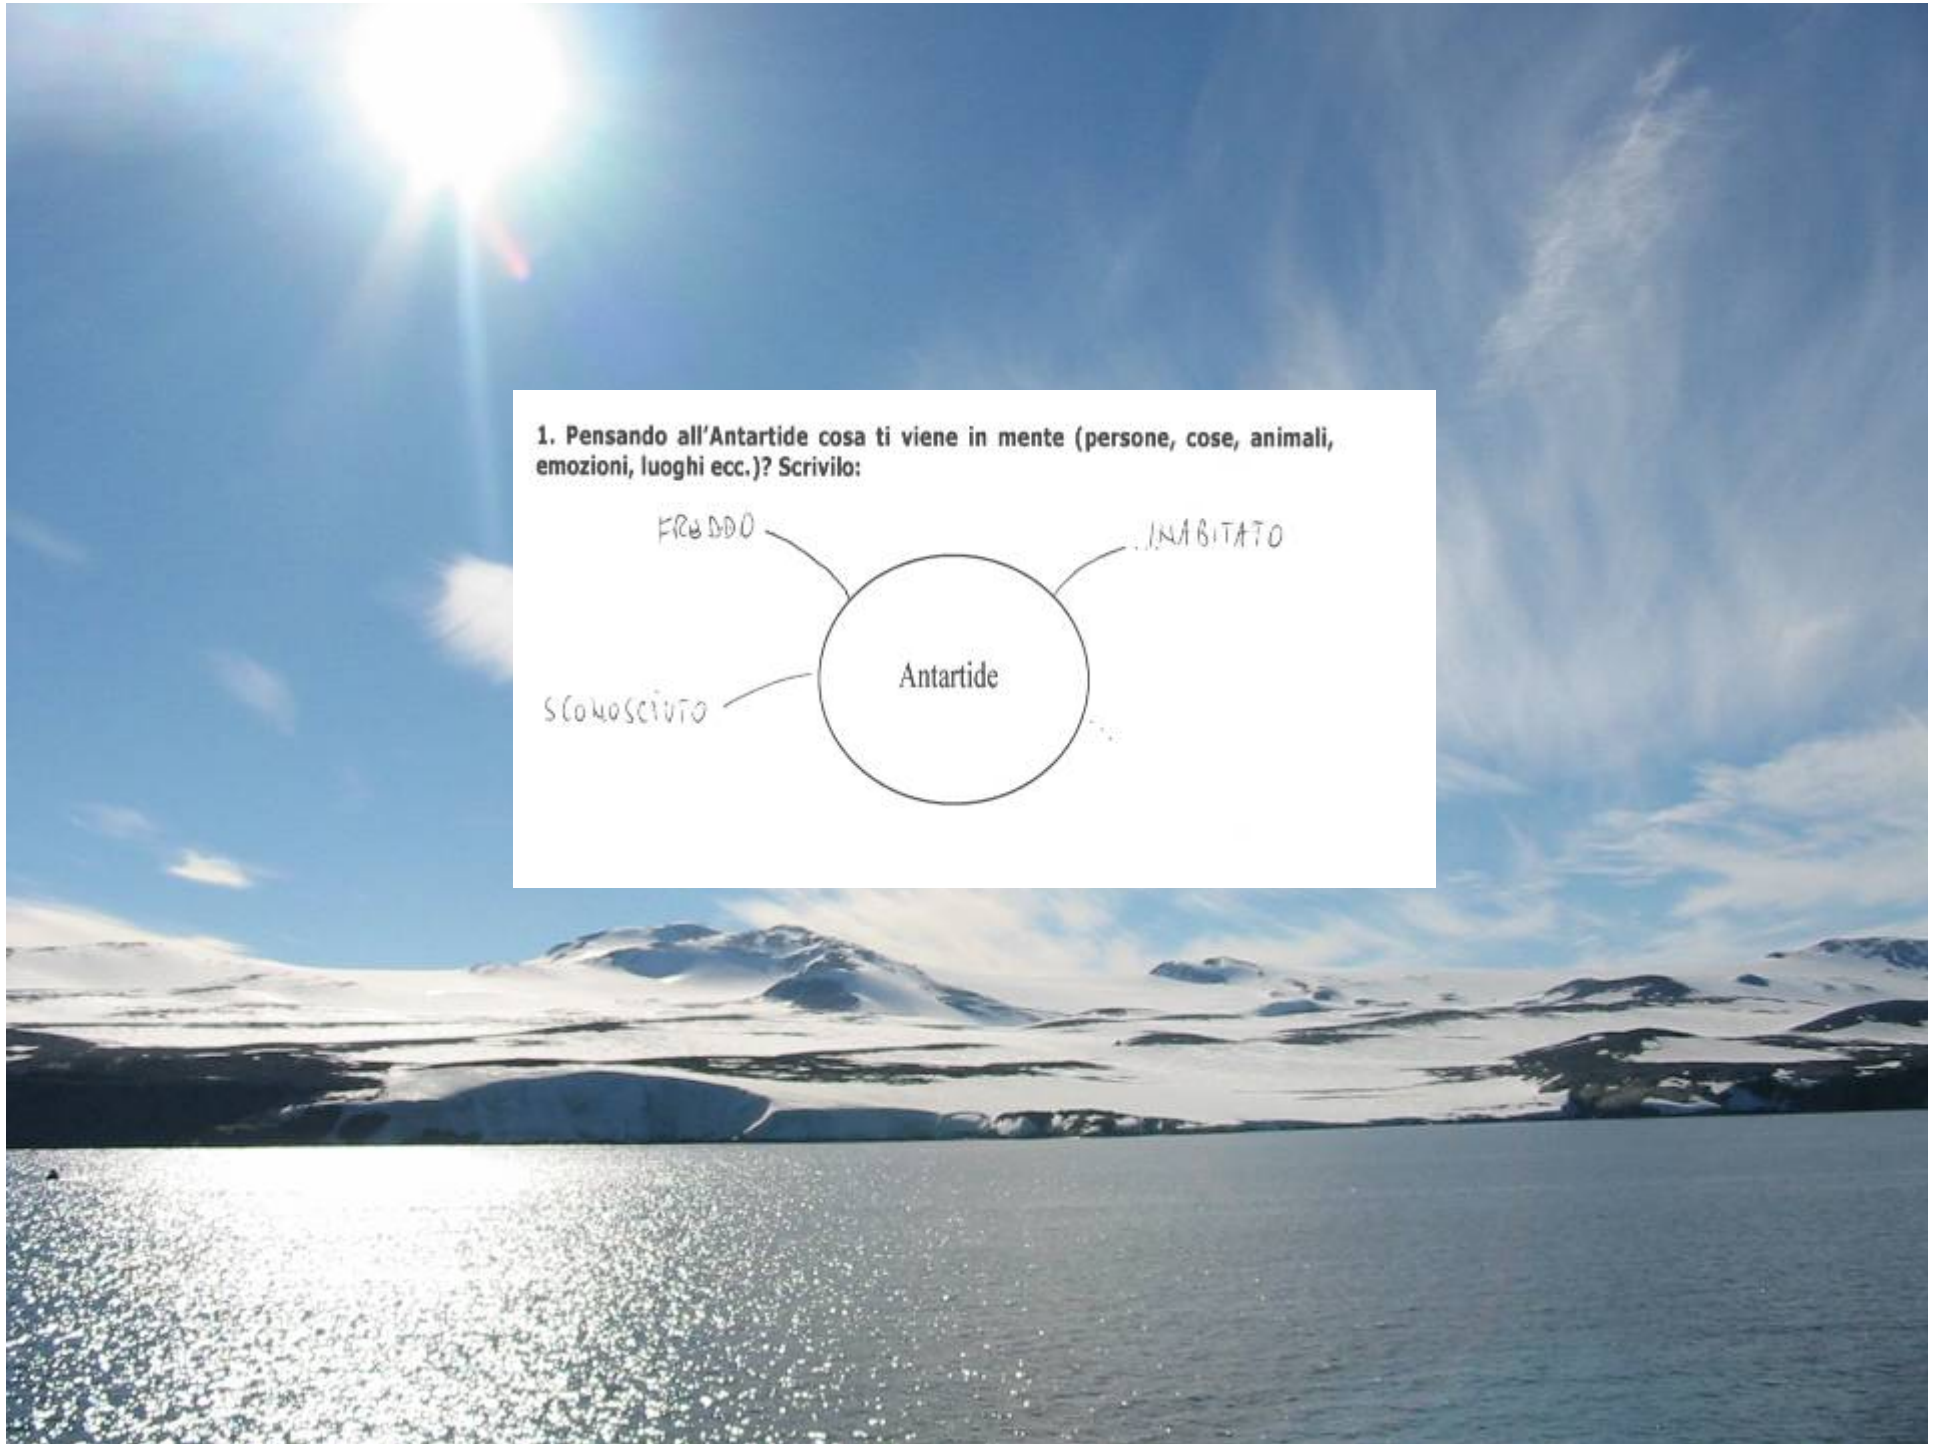 1. Pensando all'Antartide cosa ti viene in mente (persone, cose, animali,
emozioni, luoghi ecc.)? Scrivilo:
FREDDO
INABITATO
Antartide
SCONOSCIUTO